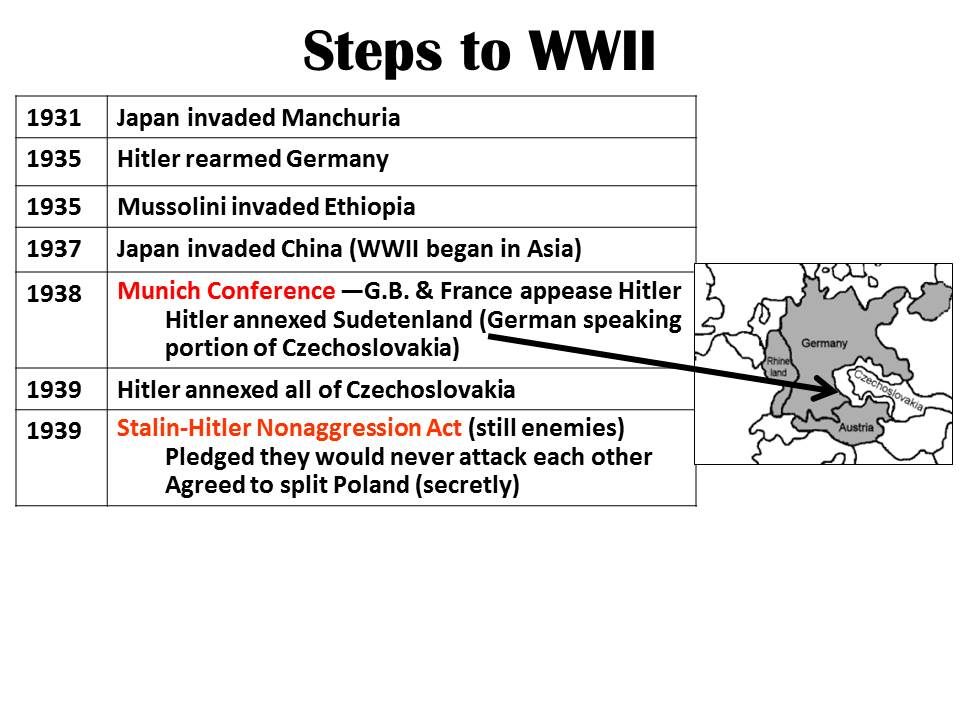 Steps to WWII
1931 Japan invaded Manchuria
1935 Hitler rearmed Germany
1935 Mussolini invaded Ethiopia
1937 Japan invaded China (WWII began in Asia)
1938 Munich Conference —G.B. & France appease Hitler
Hitler annexed Sudetenland (German speaking
portion of Czechoslovakia)
1939 Hitler annexed all of Czechoslovakia
1939 Stalin-Hitler Nonaggression Act (still enemies)
Pledged they would never attack each other
Agreed to split Poland (secretly)
Germany
Rhine
land
Czechoslovakia
Austria